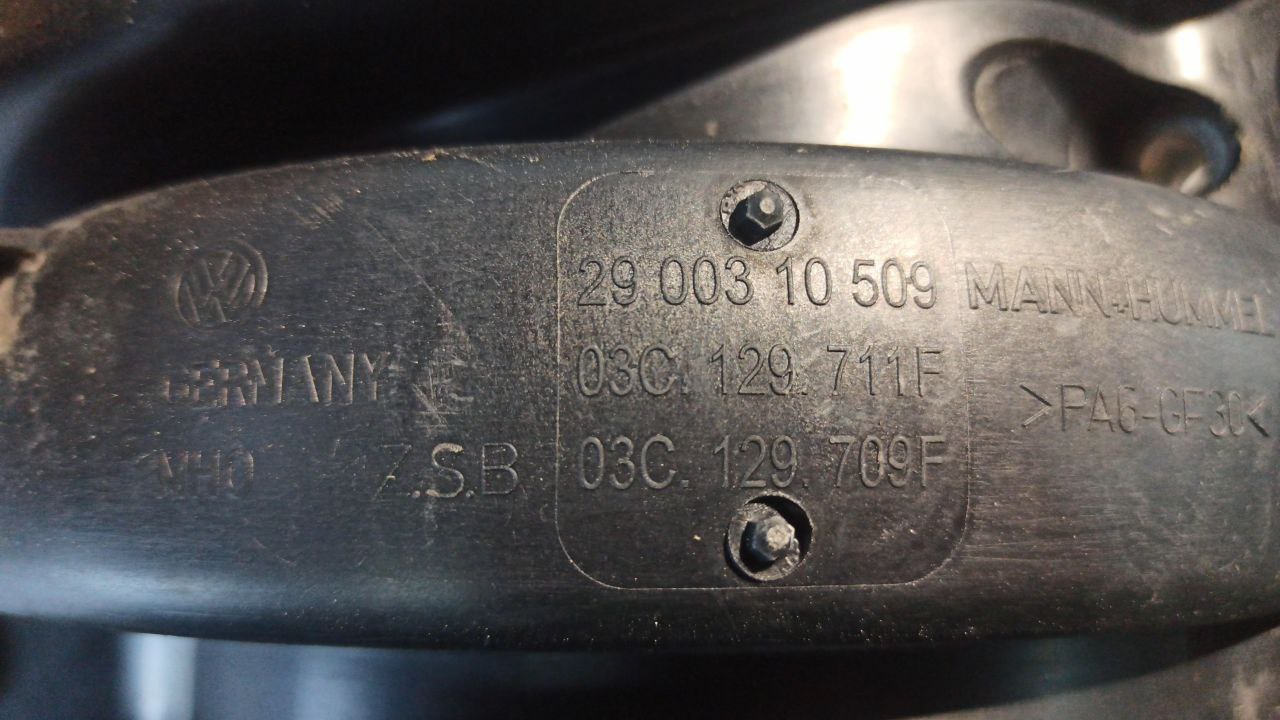 29 003 10 509 MANN+HUMMEL
GERMANY 03C. 129. 711F >PA6-GF30<
Z.S.B 03C. 129. 709F